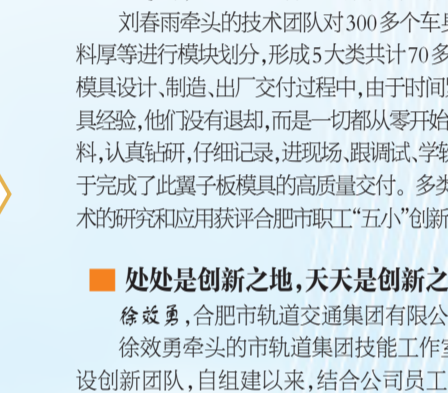 刘春雨牵头的技术团队对300多个车身
料厚等进行模块划分,形成5大类共计70多
模具设计、制造、出厂交付过程中,由于时间
具经验,他们没有退却,而是一切都从零开始
料,认真钻研,仔细记录,进现场、跟调试、学
于完成了此翼子板模具的高质量交付。多类
术的研究和应用获评合肥市职工“五小”创新
处处是创新之地,天天是创新之
徐效勇,合肥市轨道交通集团有限公
徐效勇牵头的市轨道集团技能工作室
设创新团队,自组建以来,结合公司员工